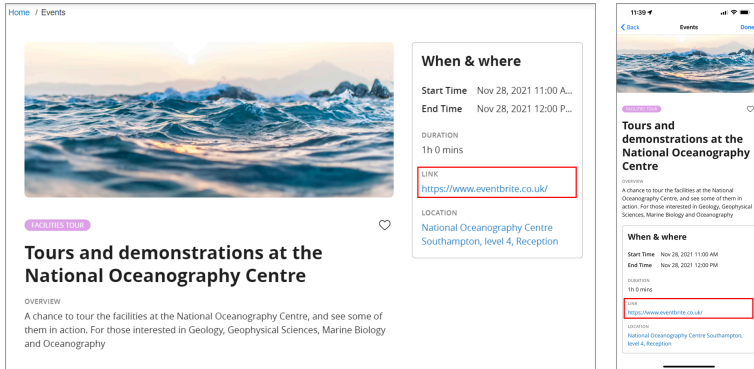 Home / Events
FACILITIES TOUR
Tours and demonstrations at the
National Oceanography Centre
OVERVIEW
A chance to tour the facilities at the National Oceanography Centre, and see some of
them in action. For those interested in Geology, Geophysical Sciences, Marine Biology
and Oceanography
When & where
Start Time Nov 28, 2021 11:00 A...
End Time Nov 28, 2021 12:00 P...
DURATION
1h 0 mins
LINK
https://www.eventbrite.co.uk/
LOCATION
National Oceanography Centre
Southampton, level 4, Reception
11:39
Back Events Done
FACILITIES TOUR
Tours and
demonstrations at the
National Oceanography
Centre
OVERVIEW
A chance to tour the facilities at the National
Oceanography Centre, and see some of them in
action. For those interested in Geology, Geophysical
Sciences, Marine Biology and Oceanography
When & where
Start Time Nov 28, 2021 11:00 AM
End Time Nov 28, 2021 12:00 PM
DURATION
1h 0 mins
LINK
https://www.eventbrite.co.uk/
LOCATION
National Oceanography Centre Southampton,
level 4, Reception